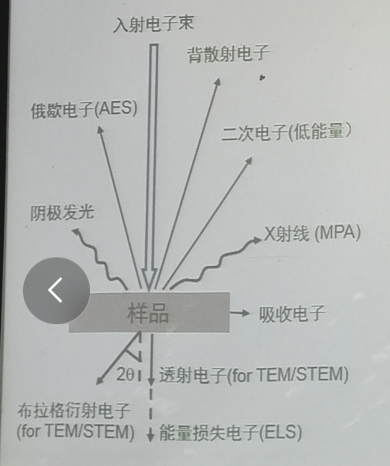 入射电子束
背散射电子
俄歇电子(AES)
二次电子(低能量)
阴极发光
X射线 (MPA)
样品
吸收电子
2θ
透射电子(for TEM/STEM)
布拉格衍射电子
(for TEM/STEM)
能量损失电子(ELS)